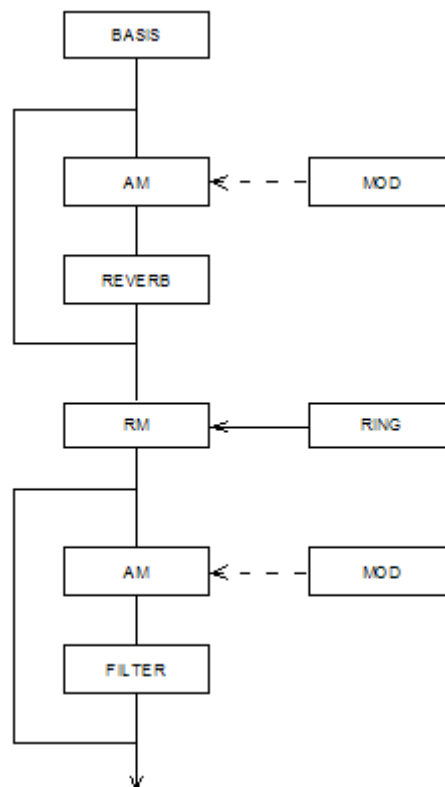 BASIS
AM
MOD
REVERB
RM
RING
AM
MOD
FILTER